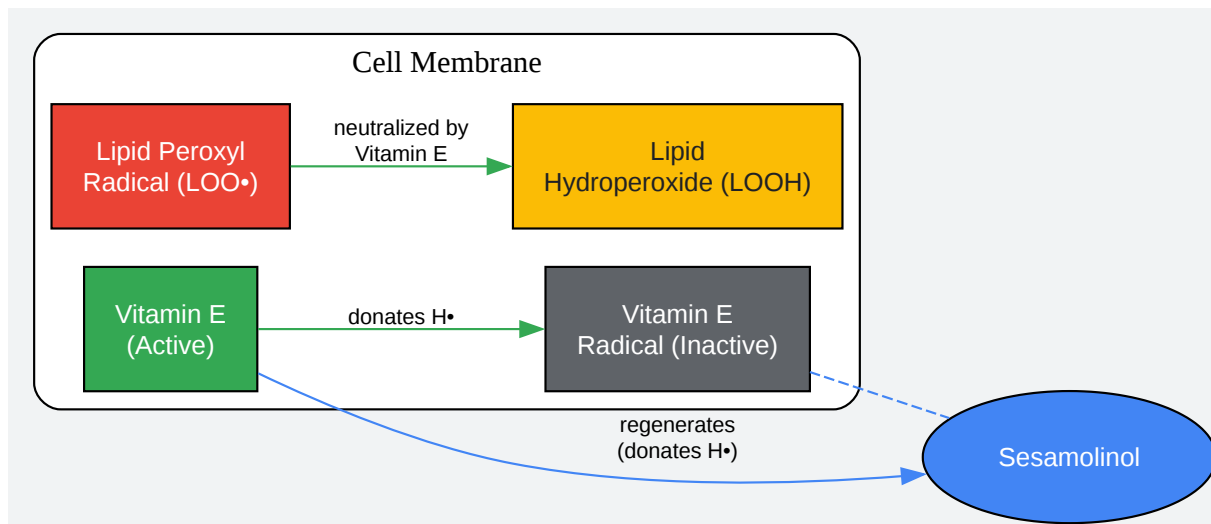 Cell Membrane
Lipid Peroxyl
Radical (LOO•)
neutralized by
Vitamin E
Lipid
Hydroperoxide (LOOH)
Vitamin E
(Active)
donates H•
Vitamin E
Radical (Inactive)
regenerates
(donates H•)
Sesamolinol